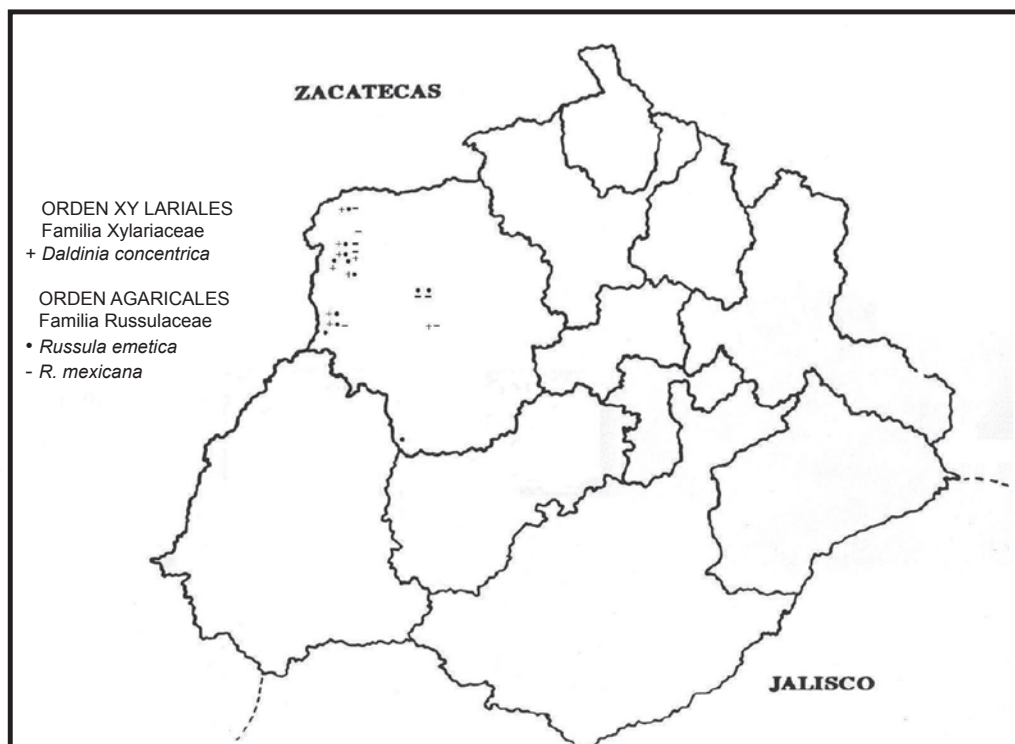 ZACATECAS
ORDEN XY LARIALES
Familia Xylariaceae
+ Daldinia concentrica
ORDEN AGARICALES
Familia Russulaceae
• Russula emetica
- R. mexicana
JALISCO